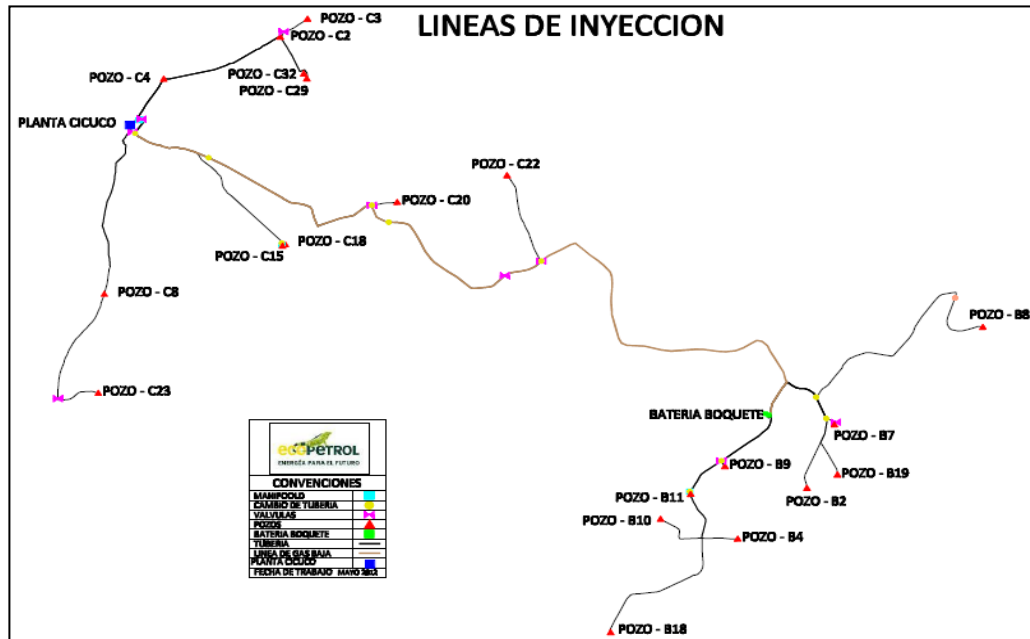 LINEAS DE INYECCION
POZO - C3
POZO - C2
POZO - C4
POZO - C32
POZO - C29
PLANTA CICUCO
POZO - C22
POZO - C20
POZO - C18
POZO - C15
POZO - C8
POZO - B8
POZO - C23
BATERIA BOQUETE
POZO - B7
POZO - B9
POZO - B19
POZO - B2
POZO - B11
POZO - B10
POZO - B4
POZO - B18
ecoPETROL
ENERGÍA PARA EL FUTURO
CONVENCIONES
MANIFOOLD
CAMBIO DE TUBERIA
VALVULAS
POZOS
BATERIA BOQUETE
TUBERIA
LINEA DE GAS BAJA
PLANTA CICUCO
FECHA DE TRABAJO MAYO 2012